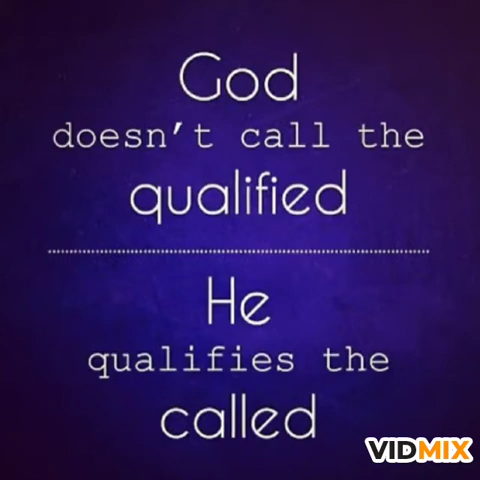 God
doesn't call the
qualified
He
qualifies the
called
VIDMIX